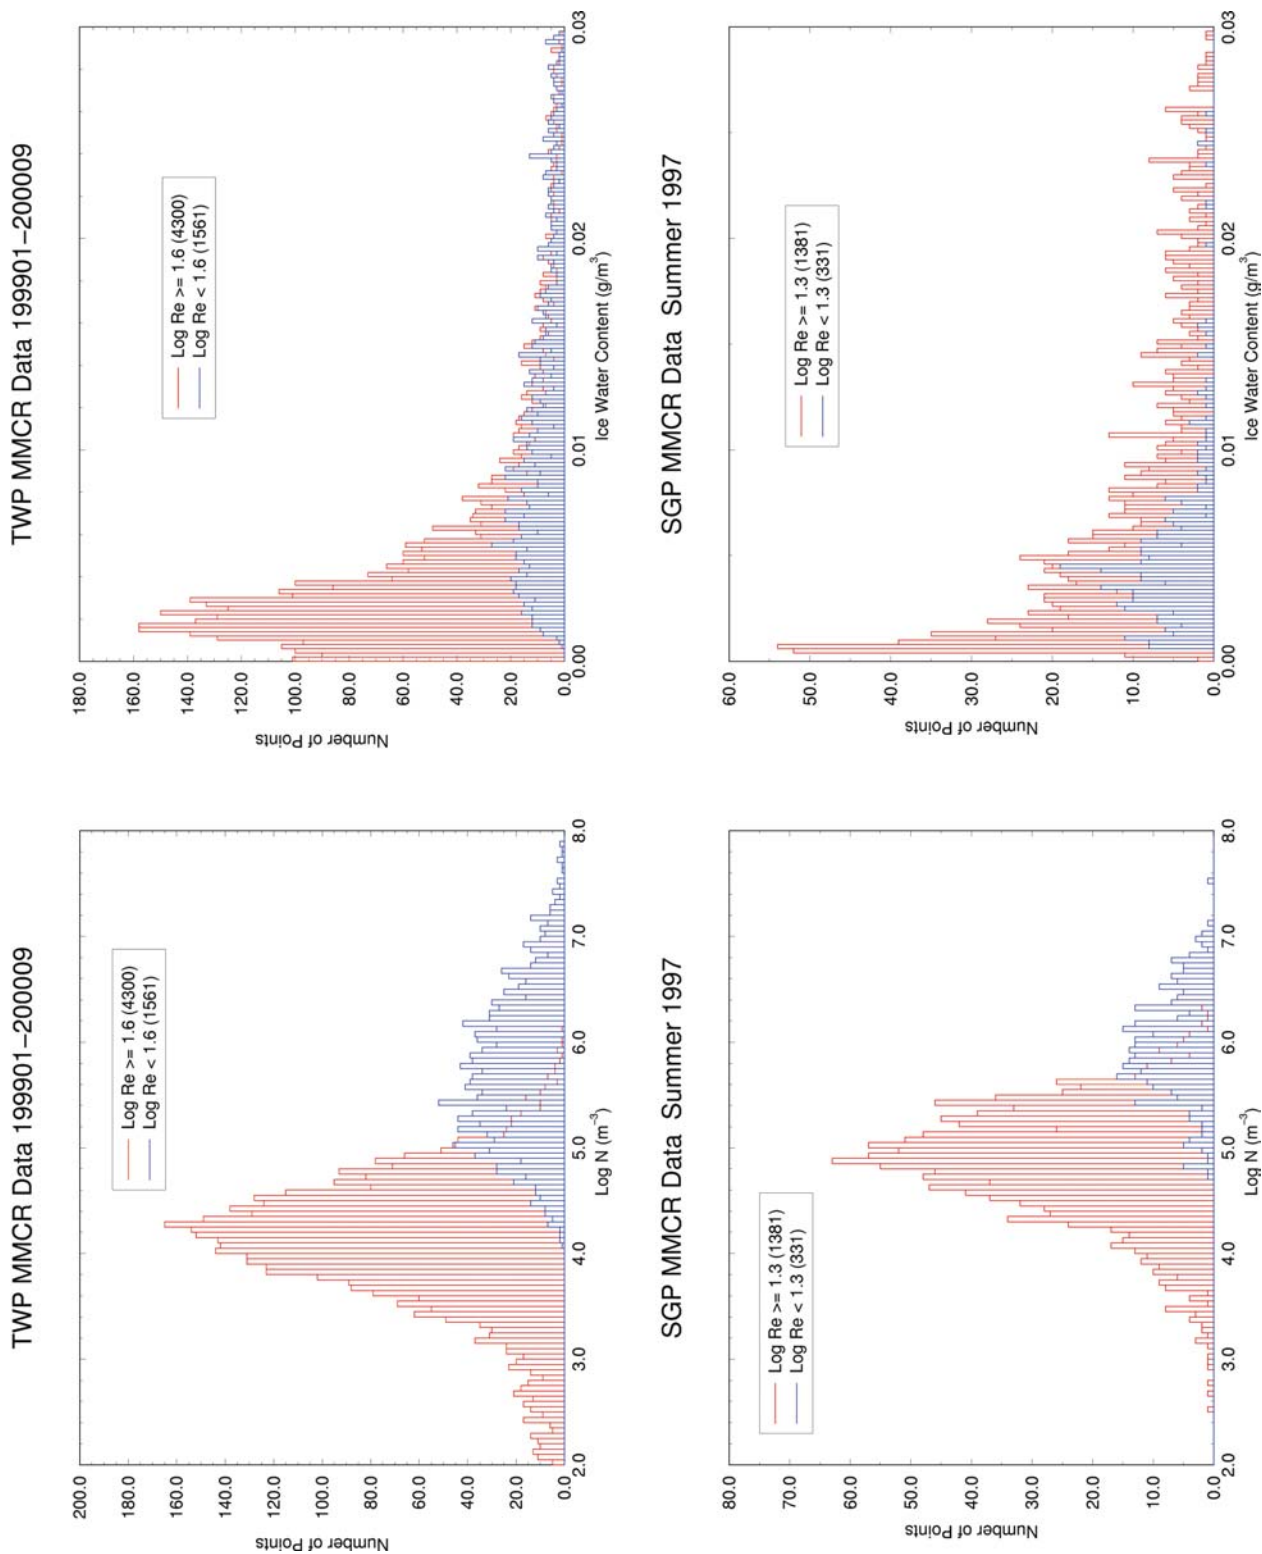 TWP MMCR Data 199901–200009
200.0
180.0
160.0
140.0
120.0
100.0
80.0
60.0
40.0
20.0
0.0
Number of Points
Log Re >= 1.6 (4300)
Log Re < 1.6 (1561)
2.0
3.0
4.0
5.0
6.0
7.0
8.0
Log N (m⁻³)
TWP MMCR Data 199901–200009
180.0
160.0
140.0
120.0
100.0
80.0
60.0
40.0
20.0
0.0
Number of Points
Log Re >= 1.6 (4300)
Log Re < 1.6 (1561)
0.00
0.01
0.02
0.03
Ice Water Content (g/m³)
SGP MMCR Data Summer 1997
80.0
70.0
60.0
50.0
40.0
30.0
20.0
10.0
0.0
Number of Points
Log Re >= 1.3 (1381)
Log Re < 1.3 (331)
2.0
3.0
4.0
5.0
6.0
7.0
8.0
Log N (m⁻³)
SGP MMCR Data Summer 1997
60.0
50.0
40.0
30.0
20.0
10.0
0.0
Number of Points
Log Re >= 1.3 (1381)
Log Re < 1.3 (331)
0.00
0.01
0.02
0.03
Ice Water Content (g/m³)